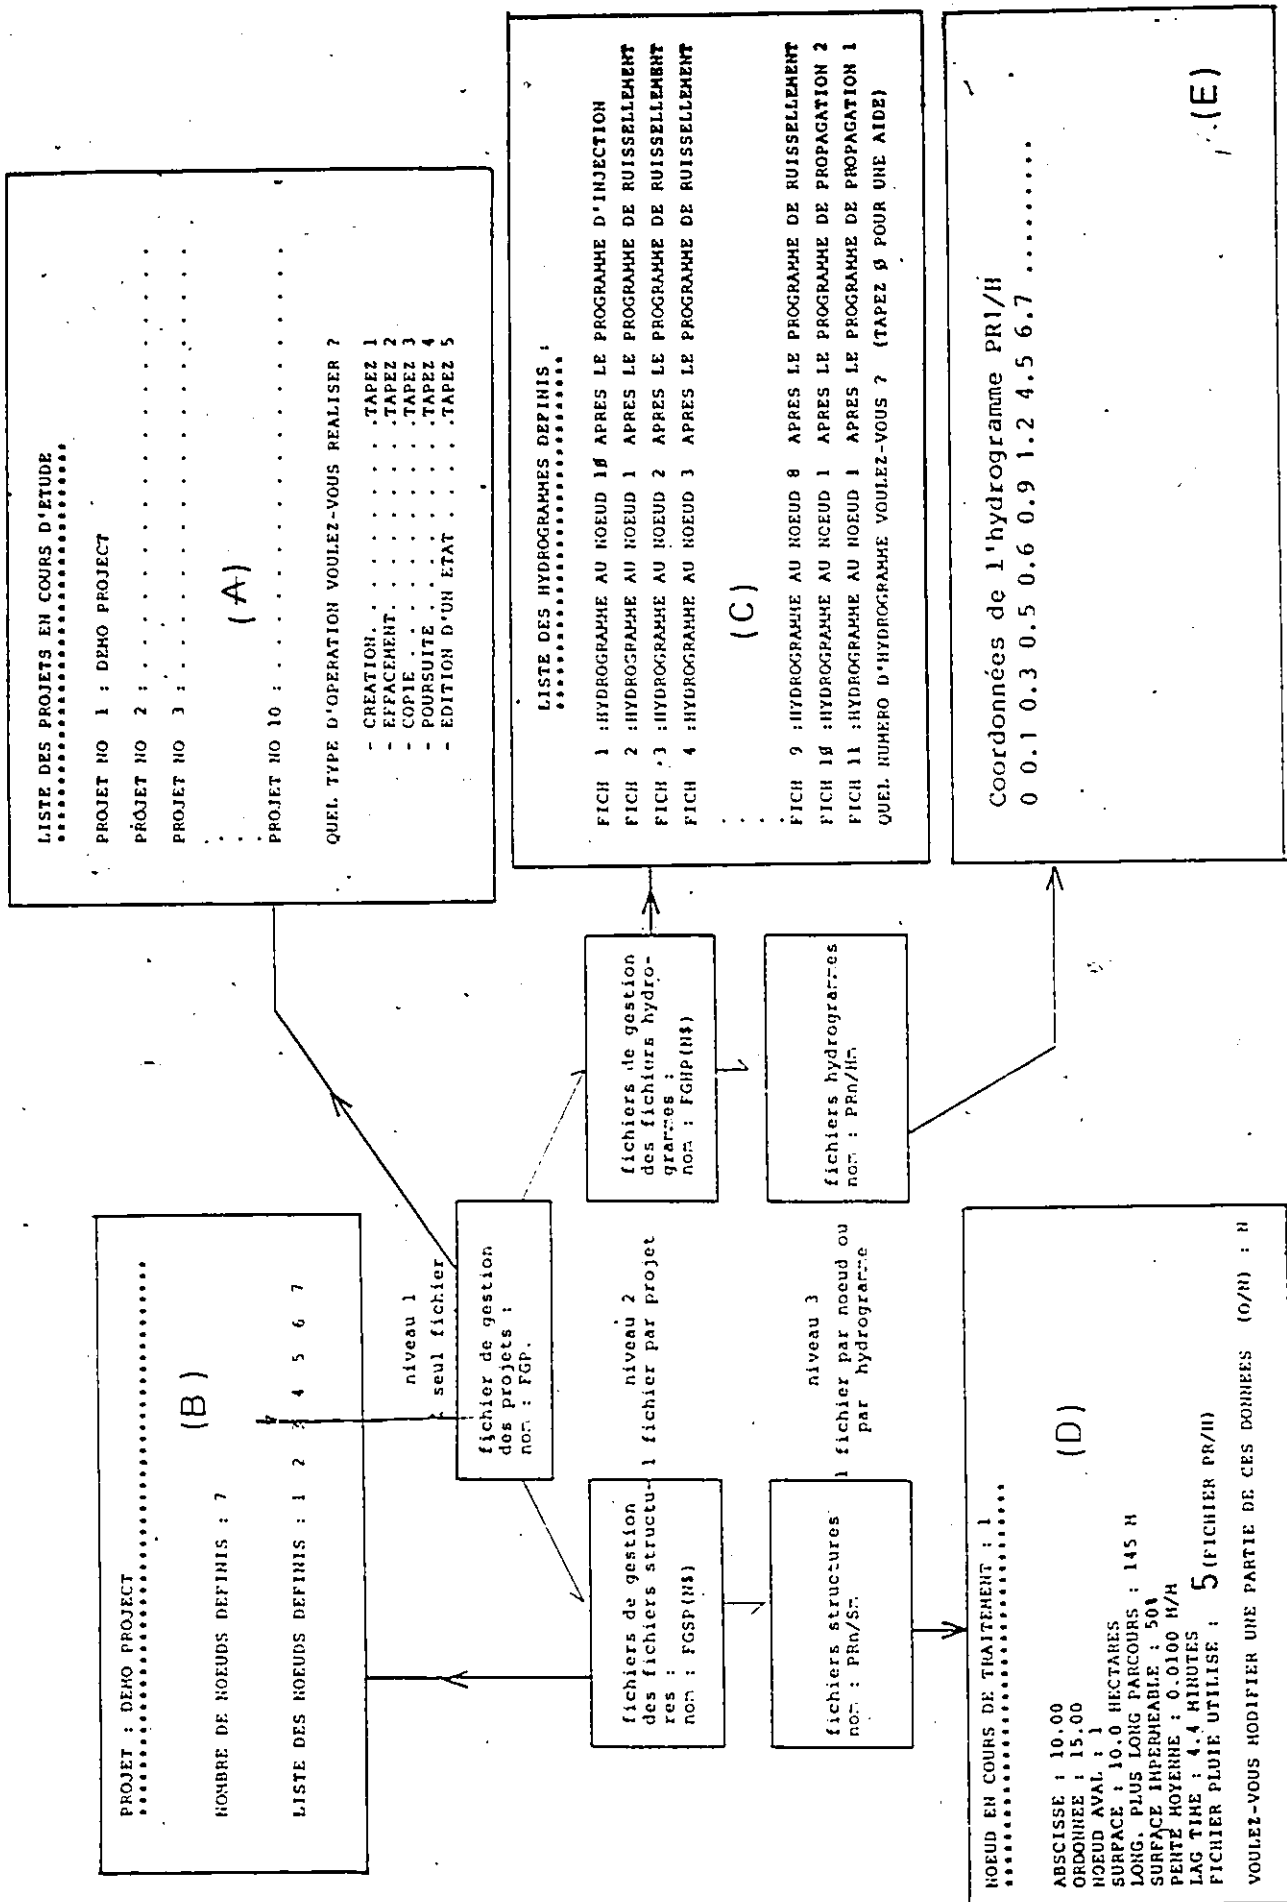 PROJET : DEMO PROJECT
NOMBRE DE NOEUDS DEFINIS : 7
LISTE DES NOEUDS DEFINIS : 1 2 3 4 5 6 7
(B)
LISTE DES PROJETS EN COURS D'ETUDE
PROJET NO 1 : DEMO PROJECT
PROJET NO 2 : . . . . . . . . . . . . . . . . . .
PROJET NO 3 : . . . . . . . . . . . . . . . . . .
(A)
PROJET NO 10 : . . . . . . . . . . . . . . . . . .
QUEL TYPE D'OPERATION VOULEZ-VOUS REALISER ?
- CREATION. . . . . . . .TAPEZ 1
- EFFACEMENT. . . . . . .TAPEZ 2
- COPIE . . . . . . . . .TAPEZ 3
- POURSUITE . . . . . . .TAPEZ 4
- EDITION D'UN ETAT . . . .TAPEZ 5
niveau 1
1 seul fichier
fichier de gestion
des projets :
nom : FGP.
niveau 2
1 fichier par projet
fichiers de gestion
des fichiers structu-
res :
nom : FGSP(N$)
fichiers de gestion
des fichiers hydro-
grammes :
nom : FGHP(N$)
niveau 3
1 fichier par noeud ou
par hydrogramme
fichiers structures
nom : PRn/Sm
fichiers hydrogrammes
nom : PRn/Hm
LISTE DES HYDROGRAMMES DEFINIS :
FICH 1 :HYDROGRAMME AU NOEUD 1Ø APRES LE PROGRAMME D'INJECTION
FICH 2 :HYDROGRAMME AU NOEUD 1 APRES LE PROGRAMME DE RUISSELLEMENT
FICH 3 :HYDROGRAMME AU NOEUD 2 APRES LE PROGRAMME DE RUISSELLEMENT
FICH 4 :HYDROGRAMME AU NOEUD 3 APRES LE PROGRAMME DE RUISSELLEMENT
(C)
FICH 9 :HYDROGRAMME AU NOEUD 8 APRES LE PROGRAMME DE RUISSELLEMENT
FICH 1Ø :HYDROGRAMME AU NOEUD 1 APRES LE PROGRAMME DE PROPAGATION 2
FICH 11 :HYDROGRAMME AU NOEUD 1 APRES LE PROGRAMME DE PROPAGATION 1
QUEL NUMERO D'HYDROGRAMME VOULEZ-VOUS ? (TAPEZ Ø POUR UNE AIDE)
NOEUD EN COURS DE TRAITEMENT : 1
ABSCISSE : 10.00
ORDONNEE : 15.00
NOEUD AVAL : 1
SURFACE : 10.0 HECTARES
LONG. PLUS LONG PARCOURS : 145 M
SURFACE IMPERMEABLE : 50%
PENTE MOYENNE : 0.0100 M/M
LAG TIME : 4.4 MINUTES
FICHIER PLUIE UTILISE : 5 (FICHIER PR/H)
(D)
VOULEZ-VOUS MODIFIER UNE PARTIE DE CES DONNEES (O/N) : N
Coordonnées de l'hydrogramme PR1/H
0 0.1 0.3 0.5 0.6 0.9 1.2 4.5 6.7 .........
(E)